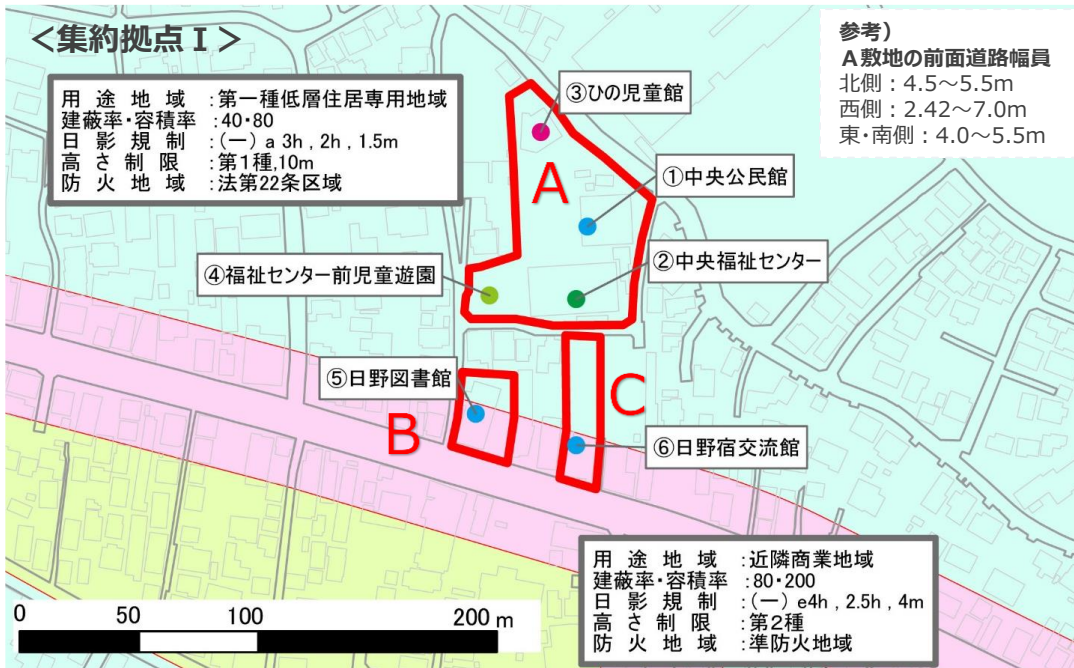 ＜集約拠点Ⅰ＞
参考）
Ａ敷地の前面道路幅員
北側：4.5～5.5m
西側：2.42～7.0m
東・南側：4.0～5.5m
用途地域：第一種低層住居専用地域
建蔽率・容積率：40・80
日影規制：(一) a 3h , 2h , 1.5m
高さ制限：第1種,10m
防火地域：法第22条区域
③ひの児童館
A
①中央公民館
④福祉センター前児童遊園
②中央福祉センター
⑤日野図書館
B
C
⑥日野宿交流館
用途地域：近隣商業地域
建蔽率・容積率：80・200
日影規制：(一) e4h , 2.5h , 4m
高さ制限：第2種
防火地域：準防火地域
0 50 100 200 m